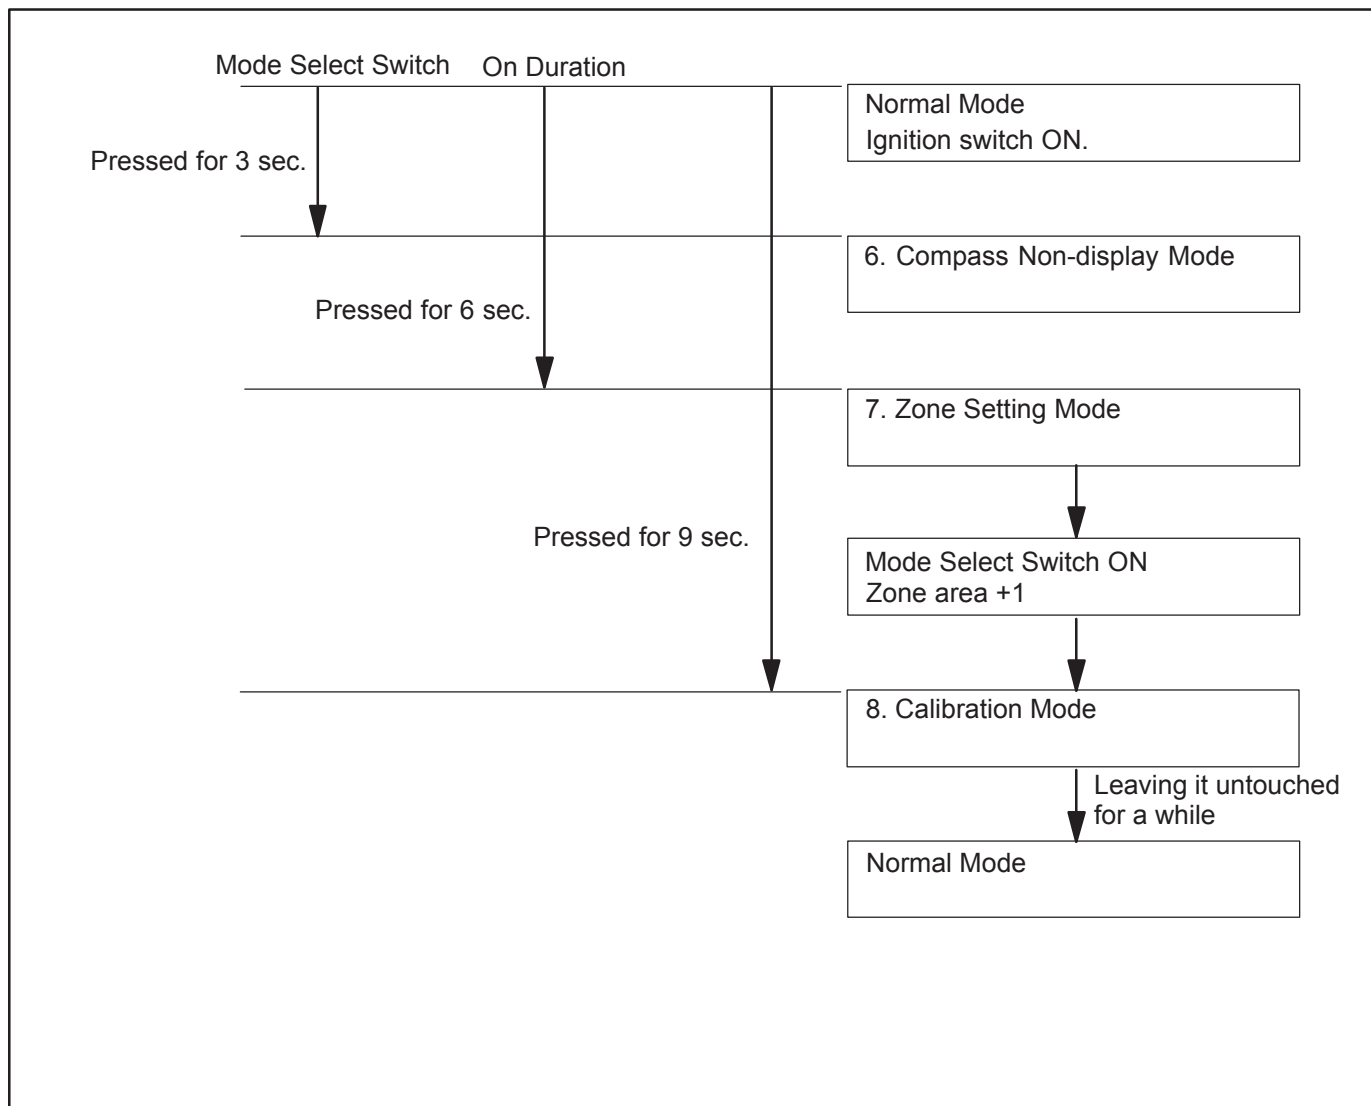 Mode Select Switch On Duration
Normal Mode
Ignition switch ON.
Pressed for 3 sec.
6. Compass Non-display Mode
Pressed for 6 sec.
7. Zone Setting Mode
Pressed for 9 sec.
Mode Select Switch ON
Zone area +1
8. Calibration Mode
Leaving it untouched
for a while
Normal Mode